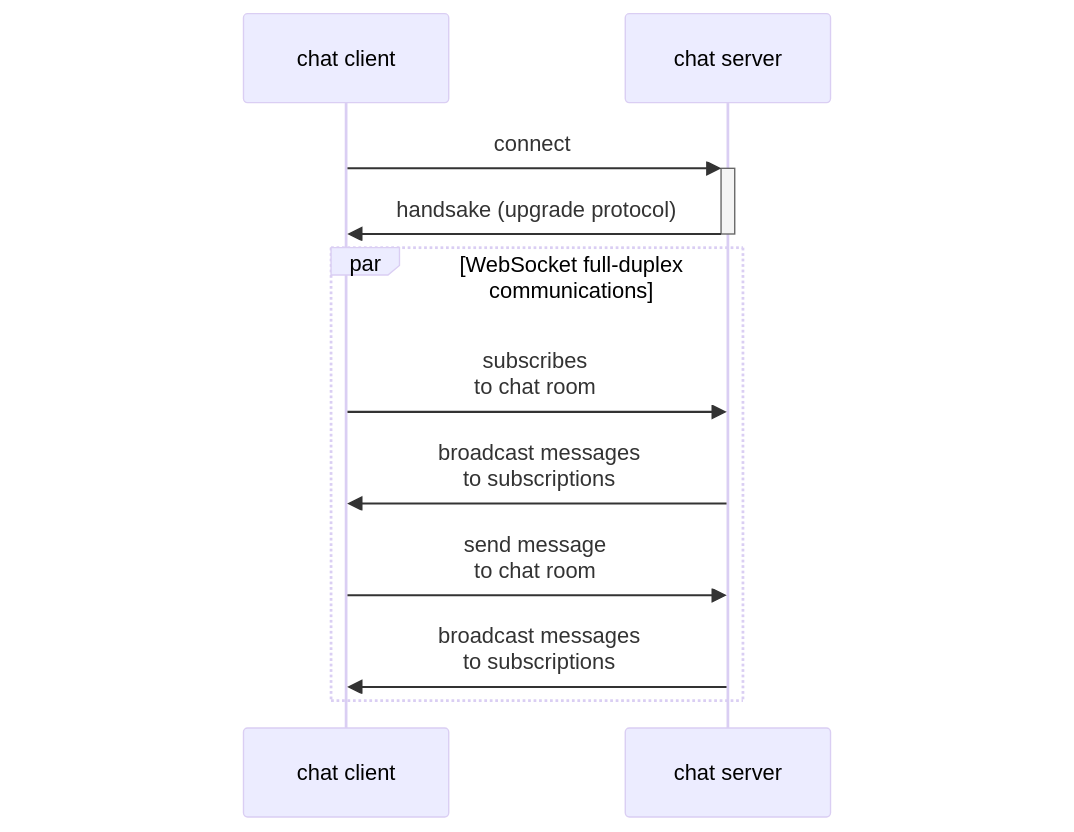 chat client
chat server
connect
handsake (upgrade protocol)
par
[WebSocket full-duplex
communications]
subscribes
to chat room
broadcast messages
to subscriptions
send message
to chat room
broadcast messages
to subscriptions
chat client
chat server